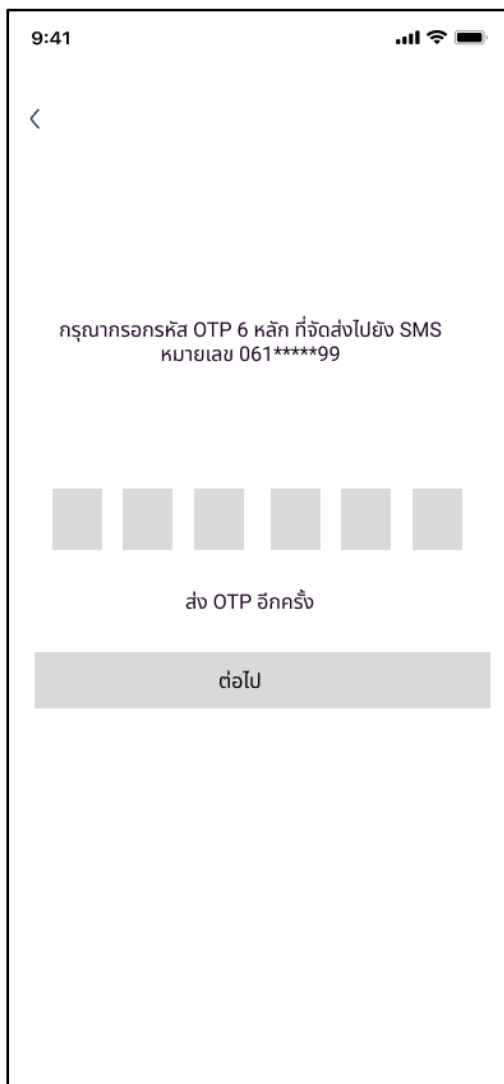 9:41
กรุณากรอกรหัส OTP 6 หลัก ที่จัดส่งไปยัง SMS
หมายเลข 061*****99
ส่ง OTP อีกครั้ง
ต่อไป